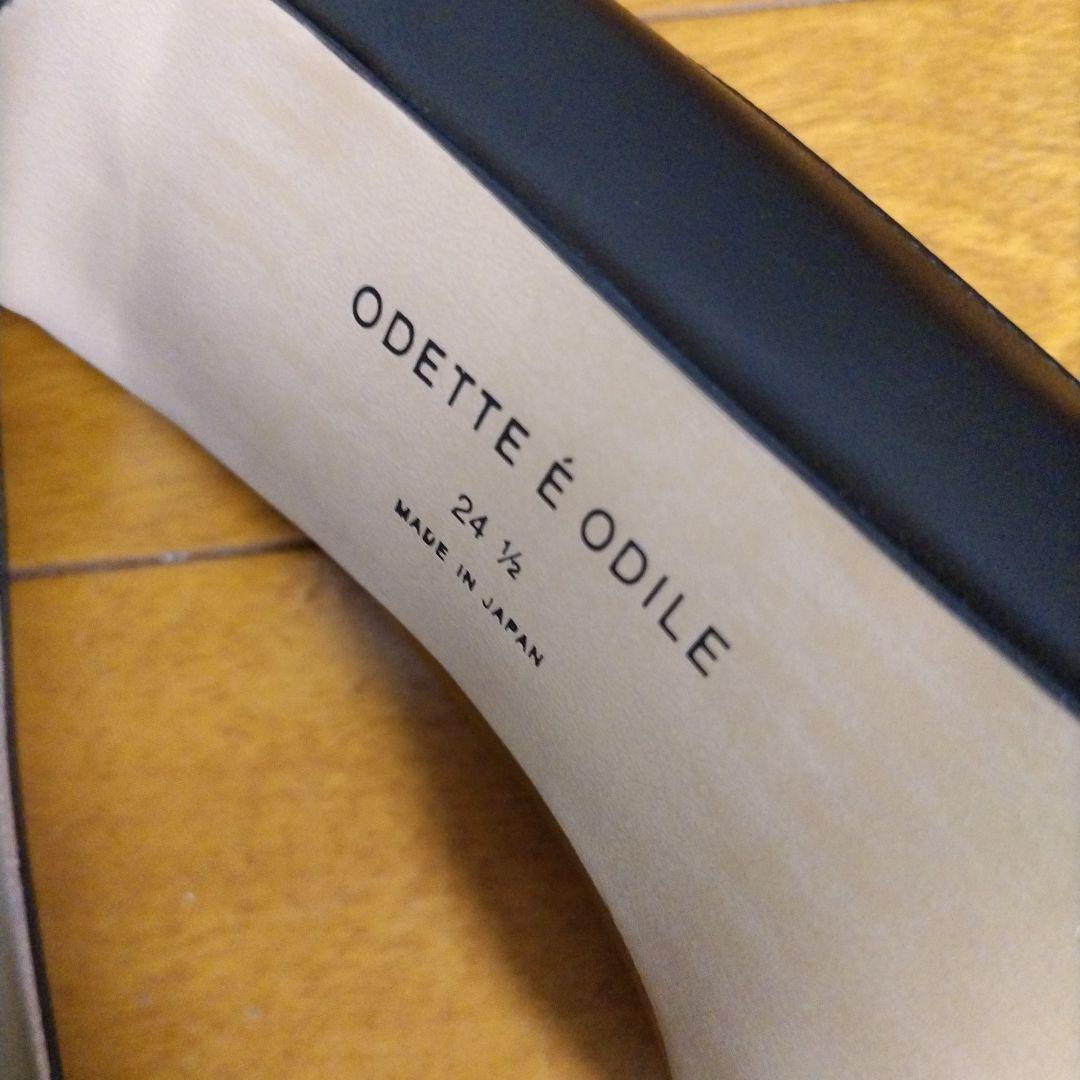 ODETTE É ODILE
24 ½
MADE IN JAPAN